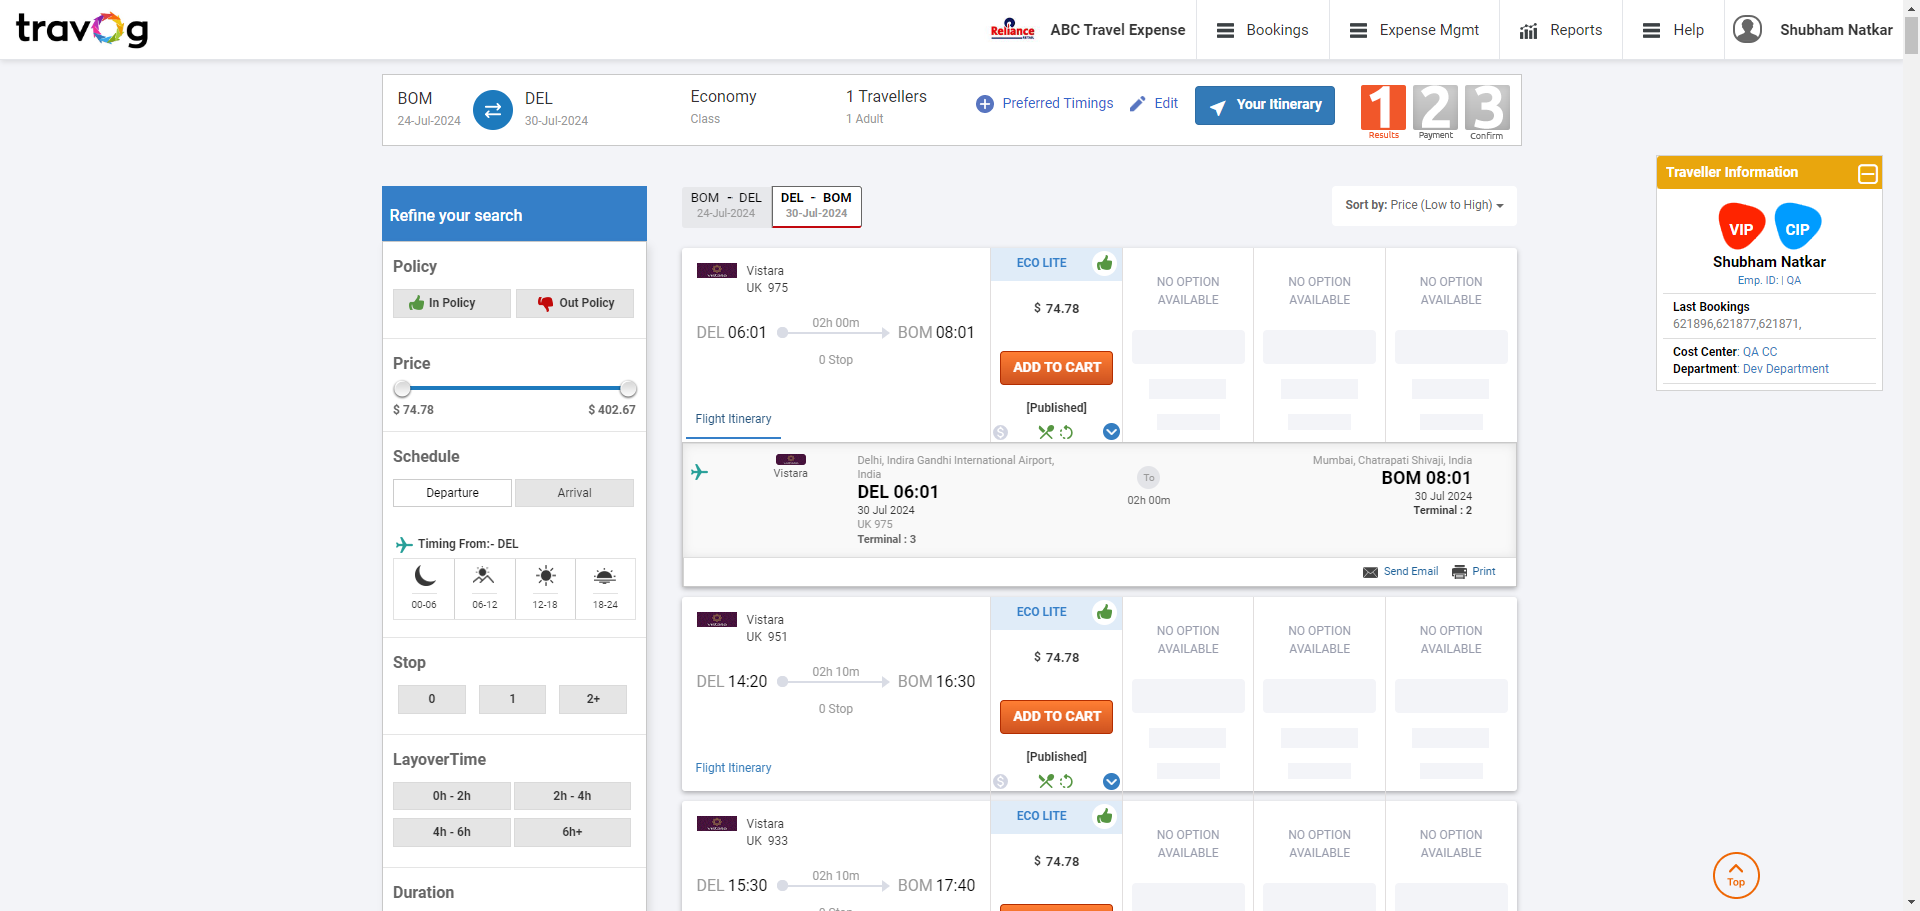 travog
Reliance
RETAIL
ABC Travel Expense
Bookings
Expense Mgmt
Reports
Help
Shubham Natkar
BOM
24-Jul-2024
DEL
30-Jul-2024
Economy
Class
1 Travellers
1 Adult
Preferred Timings
Edit
Your Itinerary
1
Results
2
Payment
3
Confirm
Refine your search
Policy
In Policy
Out Policy
Price
$ 74.78
$ 402.67
Schedule
Departure
Arrival
Timing From:- DEL
00-06
06-12
12-18
18-24
Stop
0
1
2+
LayoverTime
0h - 2h
2h - 4h
4h - 6h
6h+
Duration
BOM - DEL
24-Jul-2024
DEL - BOM
30-Jul-2024
Sort by: Price (Low to High)
Vistara
UK 975
DEL 06:01
02h 00m
BOM 08:01
0 Stop
Flight Itinerary
ECO LITE
$ 74.78
ADD TO CART
[Published]
NO OPTION
AVAILABLE
NO OPTION
AVAILABLE
NO OPTION
AVAILABLE
Vistara
Delhi, Indira Gandhi International Airport,
India
DEL 06:01
30 Jul 2024
UK 975
Terminal : 3
To
02h 00m
Mumbai, Chatrapati Shivaji, India
BOM 08:01
30 Jul 2024
Terminal : 2
Send Email
Print
Vistara
UK 951
DEL 14:20
02h 10m
BOM 16:30
0 Stop
Flight Itinerary
ECO LITE
$ 74.78
ADD TO CART
[Published]
NO OPTION
AVAILABLE
NO OPTION
AVAILABLE
NO OPTION
AVAILABLE
Vistara
UK 933
DEL 15:30
02h 10m
BOM 17:40
0 Stop
ECO LITE
$ 74.78
NO OPTION
AVAILABLE
NO OPTION
AVAILABLE
NO OPTION
AVAILABLE
Traveller Information
VIP
CIP
Shubham Natkar
Emp. ID: | QA
Last Bookings
621896,621877,621871,
Cost Center: QA CC
Department: Dev Department
Top